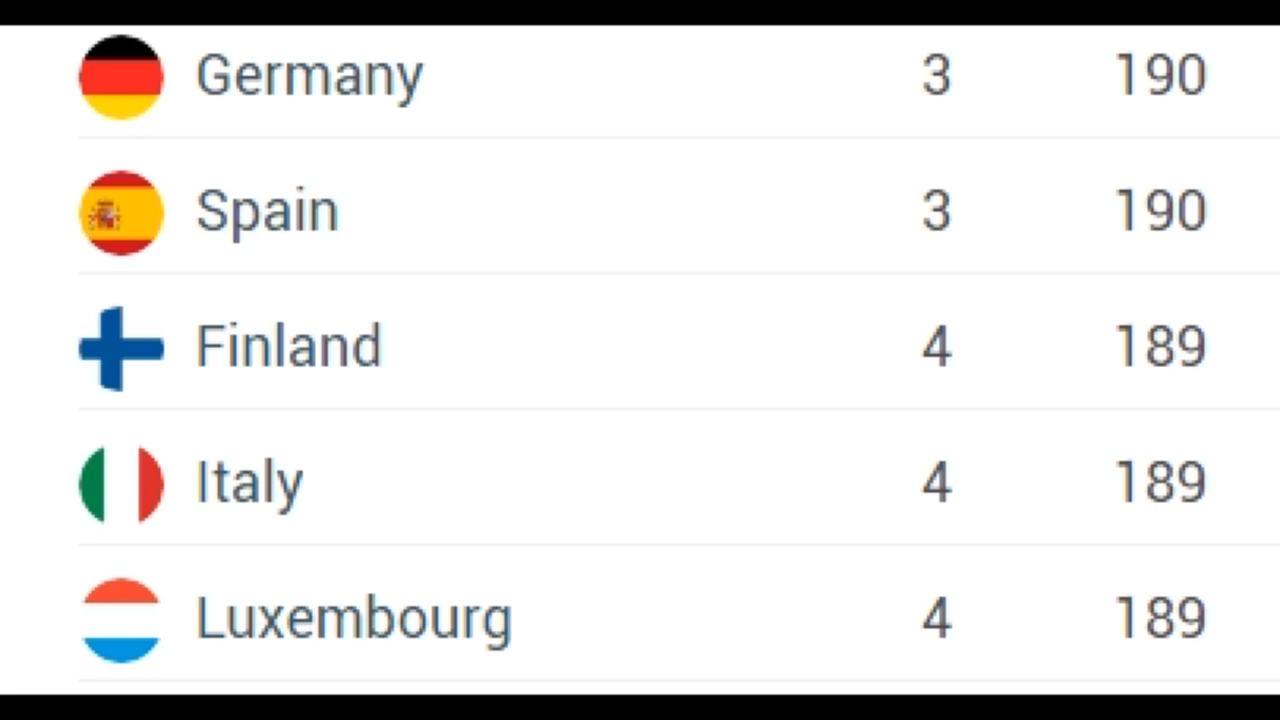 Germany 3 190
Spain 3 190
Finland 4 189
Italy 4 189
Luxembourg 4 189